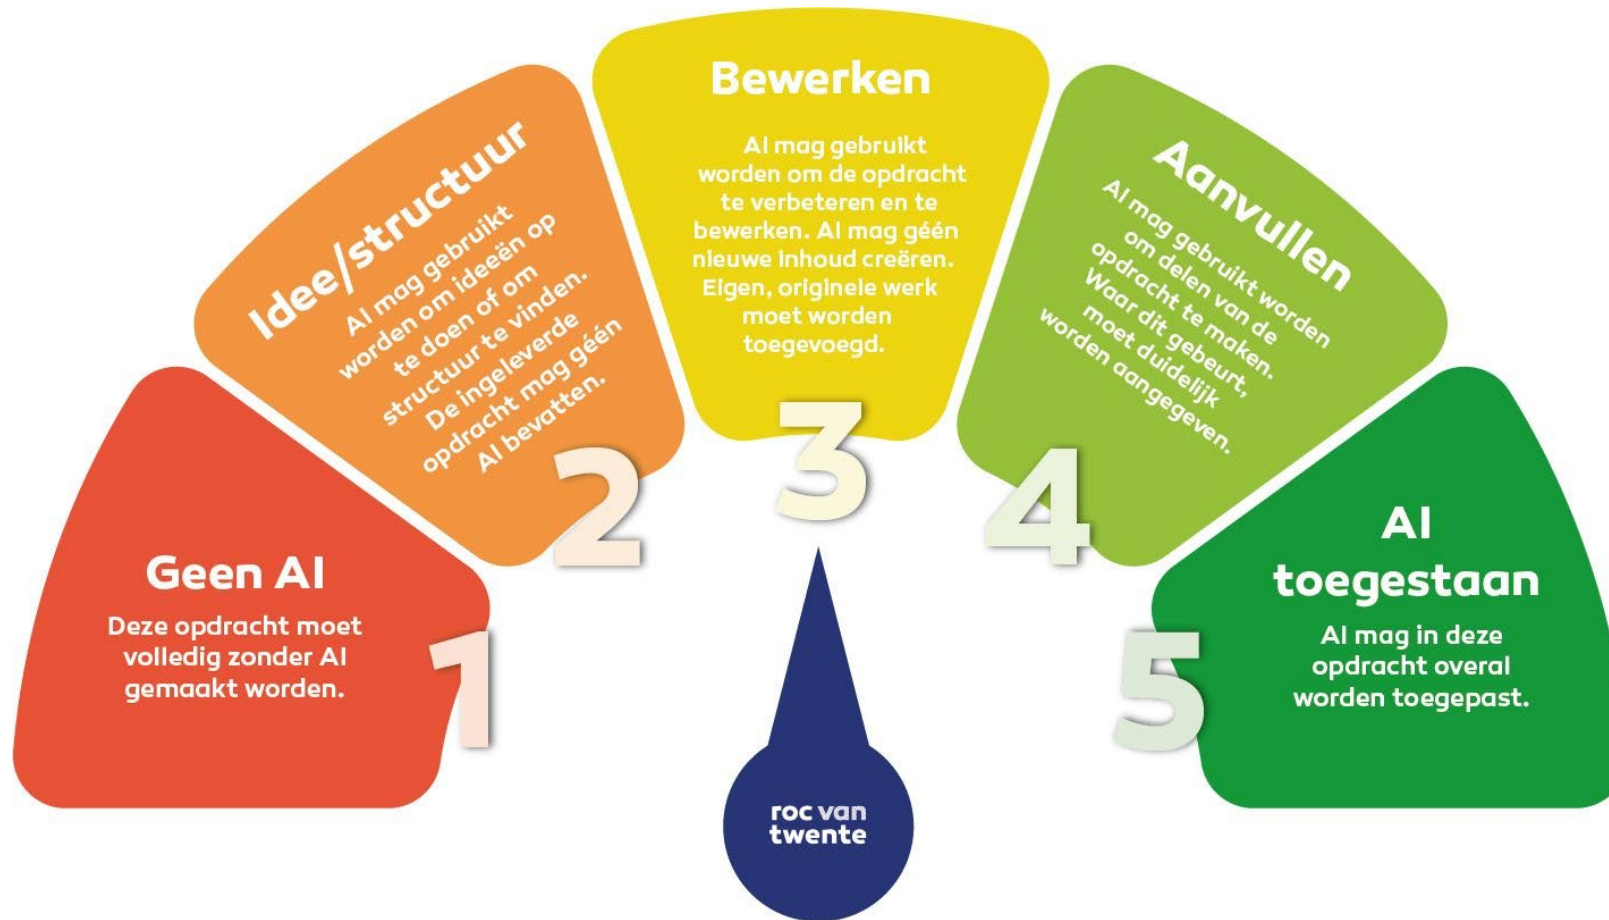 Geen AI
Deze opdracht moet
volledig zonder AI
gemaakt worden.
1
Idee/structuur
AI mag gebruikt
worden om ideeën op
te doen of om
structuur te vinden.
De ingeleverde
opdracht mag géén
AI bevatten.
2
Bewerken
AI mag gebruikt
worden om de opdracht
te verbeteren en te
bewerken. AI mag géén
nieuwe inhoud creëren.
Eigen, originele werk
moet worden
toegevoegd.
3
Aanvullen
AI mag gebruikt worden
om delen van de
opdracht te maken.
Waar dit gebeurt,
moet duidelijk
worden aangegeven.
4
AI
toegestaan
AI mag in deze
opdracht overal
worden toegepast.
5
roc van
twente